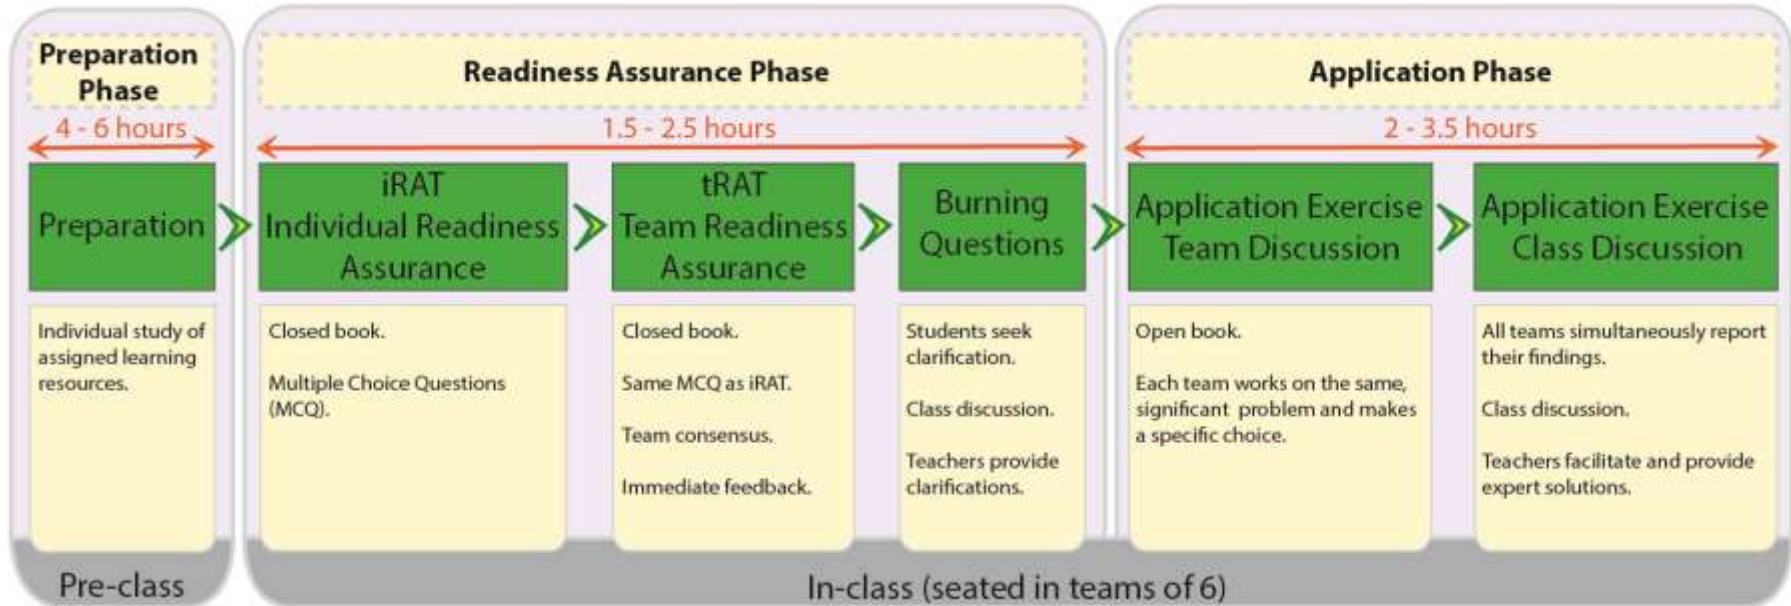 Preparation
Phase
4 - 6 hours
Preparation
Individual study of
assigned learning
resources.
Pre-class
Readiness Assurance Phase
1.5 - 2.5 hours
iRAT
Individual Readiness
Assurance
Closed book.
Multiple Choice Questions
(MCQ).
tRAT
Team Readiness
Assurance
Closed book.
Same MCQ as iRAT.
Team consensus.
Immediate feedback.
Burning
Questions
Students seek
clarification.
Class discussion.
Teachers provide
clarifications.
Application Phase
2 - 3.5 hours
Application Exercise
Team Discussion
Open book.
Each team works on the same,
significant problem and makes
a specific choice.
Application Exercise
Class Discussion
All teams simultaneously report
their findings.
Class discussion.
Teachers facilitate and provide
expert solutions.
In-class (seated in teams of 6)